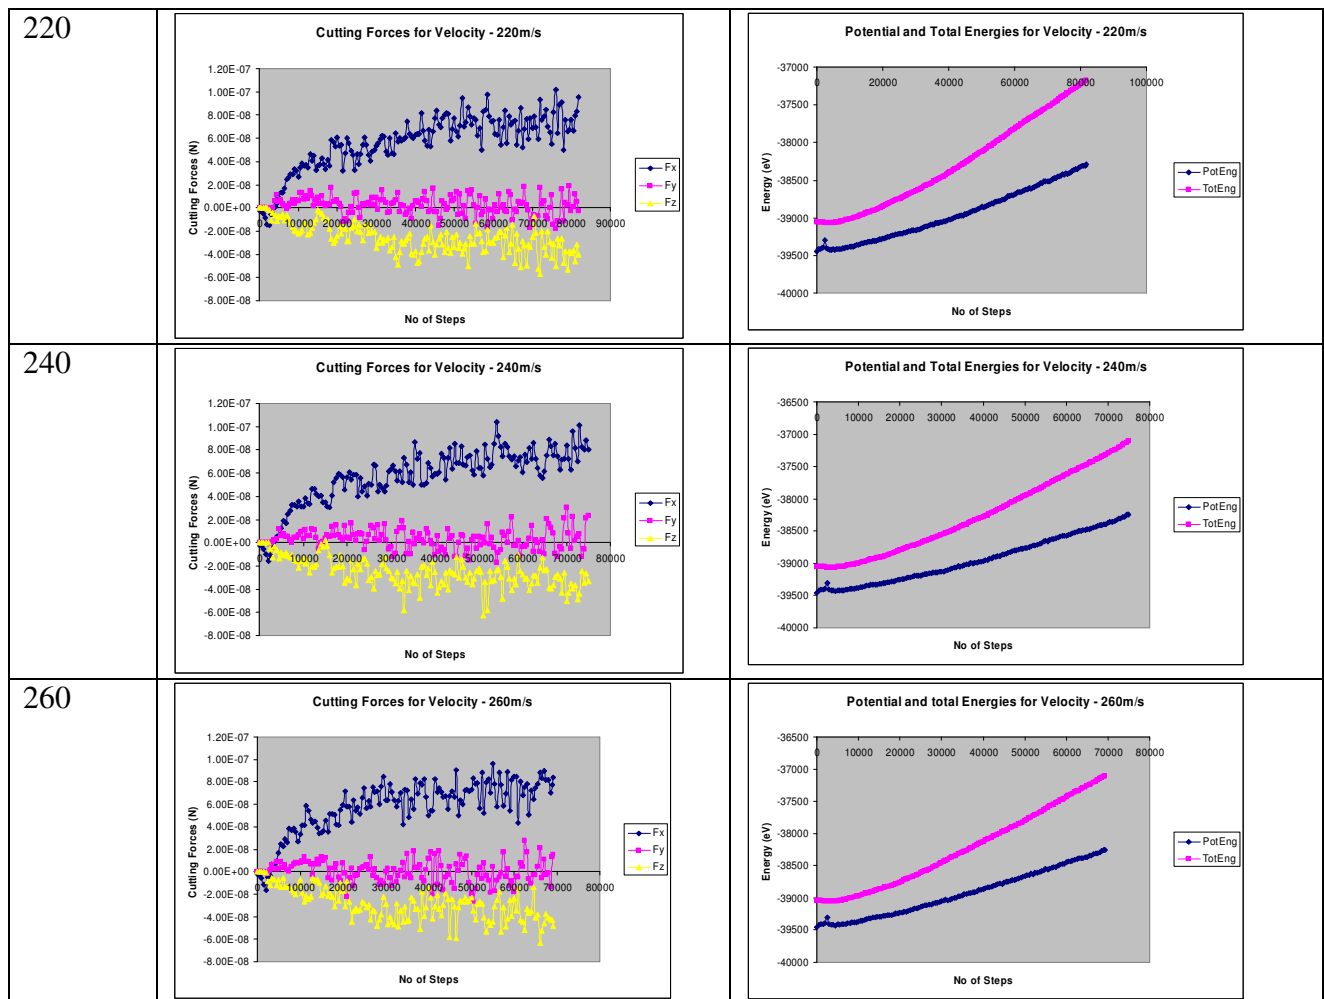 220
Cutting Forces for Velocity - 220m/s
1.20E-07
1.00E-07
8.00E-08
6.00E-08
4.00E-08
2.00E-08
0.00E+00
-2.00E-08
-4.00E-08
-6.00E-08
-8.00E-08
0 10000 20000 30000 40000 50000 60000 70000 80000 90000
Cutting Forces (N)
No of Steps
Fx
Fy
Fz
Potential and Total Energies for Velocity - 220m/s
-37000
-37500
-38000
-38500
-39000
-39500
-40000
0 20000 40000 60000 80000 100000
Energy (eV)
No of Steps
PotEng
TotEng
240
Cutting Forces for Velocity - 240m/s
1.20E-07
1.00E-07
8.00E-08
6.00E-08
4.00E-08
2.00E-08
0.00E+00
-2.00E-08
-4.00E-08
-6.00E-08
-8.00E-08
0 10000 20000 30000 40000 50000 60000 70000 80000
Cutting Forces (N)
No of Steps
Fx
Fy
Fz
Potential and Total Energies for Velocity - 240m/s
-36500
-37000
-37500
-38000
-38500
-39000
-39500
-40000
0 10000 20000 30000 40000 50000 60000 70000 80000
Energy (eV)
No of Steps
PotEng
TotEng
260
Cutting Forces for Velocity - 260m/s
1.20E-07
1.00E-07
8.00E-08
6.00E-08
4.00E-08
2.00E-08
0.00E+00
-2.00E-08
-4.00E-08
-6.00E-08
-8.00E-08
0 10000 20000 30000 40000 50000 60000 70000 80000
Cutting Forces (N)
No of Steps
Fx
Fy
Fz
Potential and total Energies for Velocity - 260m/s
-36500
-37000
-37500
-38000
-38500
-39000
-39500
-40000
0 10000 20000 30000 40000 50000 60000 70000 80000
Energy (eV)
No of Steps
PotEng
TotEng